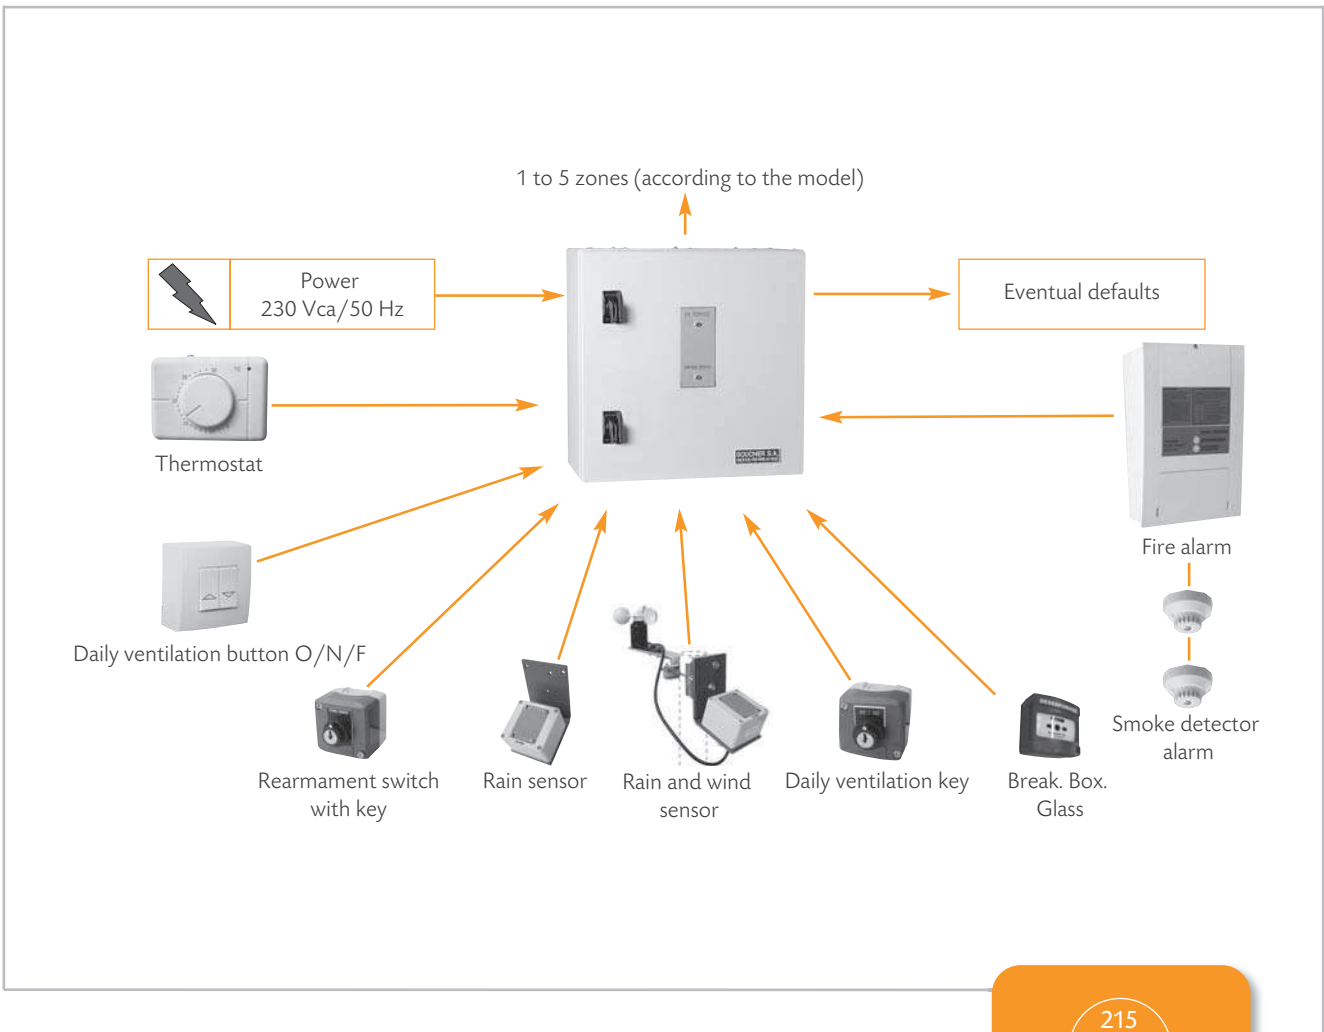 1 to 5 zones (according to the model)
Power
230 Vca/50 Hz
Eventual defaults
Thermostat
Fire alarm
Daily ventilation button O/N/F
Smoke detector
alarm
Rearmament switch
with key
Rain sensor
Rain and wind
sensor
Daily ventilation key
Break. Box.
Glass
215